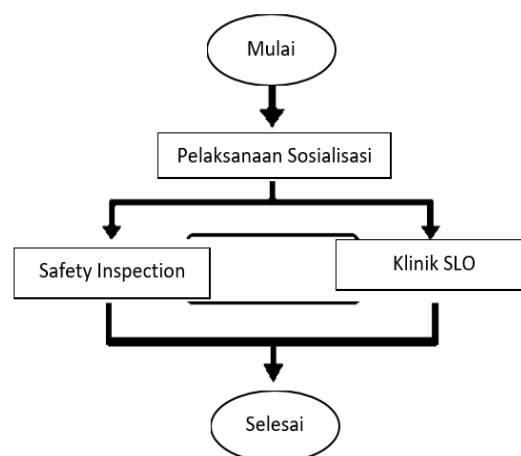 Mulai
Pelaksanaan Sosialisasi
Safety Inspection
Klinik SLO
Selesai